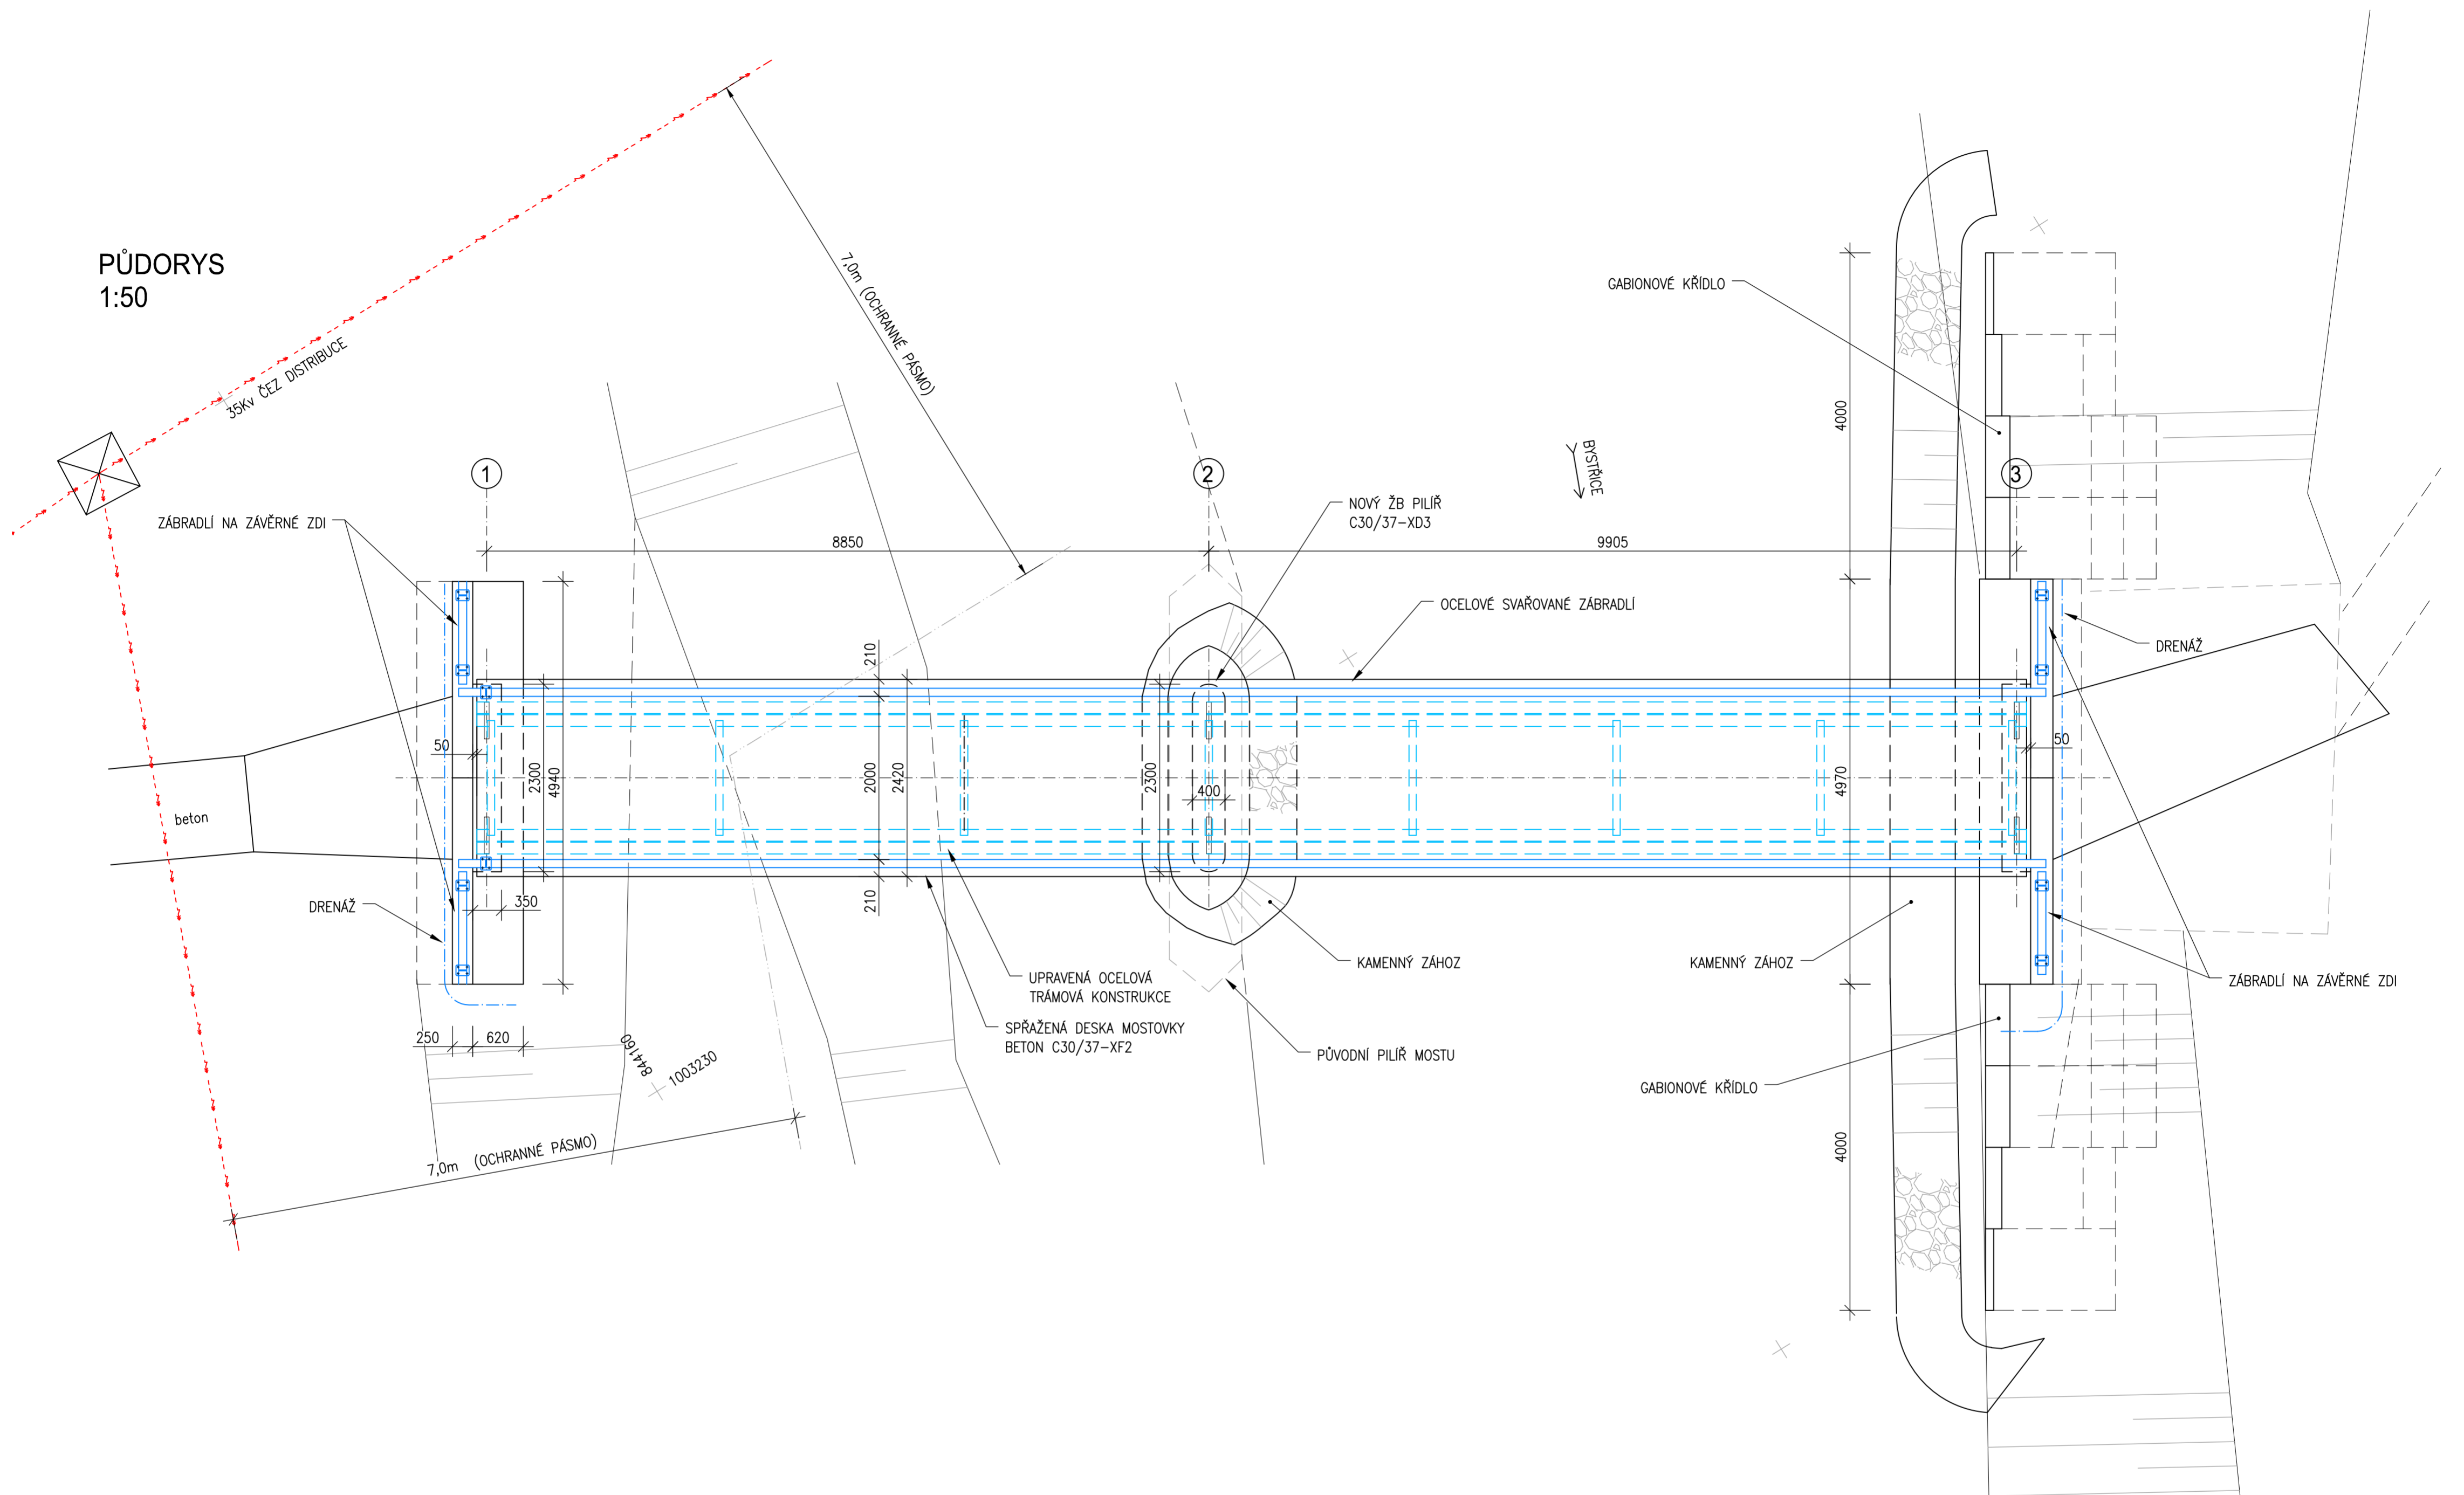 PŮDORYS
1:50
35Kv ČEZ DISTRIBUCE
7,0m (OCHRANNÉ PÁSMO)
GABIONOVÉ KŘÍDLO
4000
BYSTŘICE
1
2
3
ZÁBRADLÍ NA ZÁVĚRNÉ ZDI
NOVÝ ŽB PILÍŘ
C30/37-XD3
8850
9905
OCELOVÉ SVAŘOVANÉ ZÁBRADLÍ
DRENÁŽ
210
50
2300
4940
2000
2420
2300
400
4970
50
beton
350
210
DRENÁŽ
KAMENNÝ ZÁHOZ
KAMENNÝ ZÁHOZ
UPRAVENÁ OCELOVÁ
TRÁMOVÁ KONSTRUKCE
ZÁBRADLÍ NA ZÁVĚRNÉ ZDI
SPŘAŽENÁ DESKA MOSTOVKY
BETON C30/37-XF2
250
620
PŮVODNÍ PILÍŘ MOSTU
844160
1003230
GABIONOVÉ KŘÍDLO
4000
7,0m (OCHRANNÉ PÁSMO)